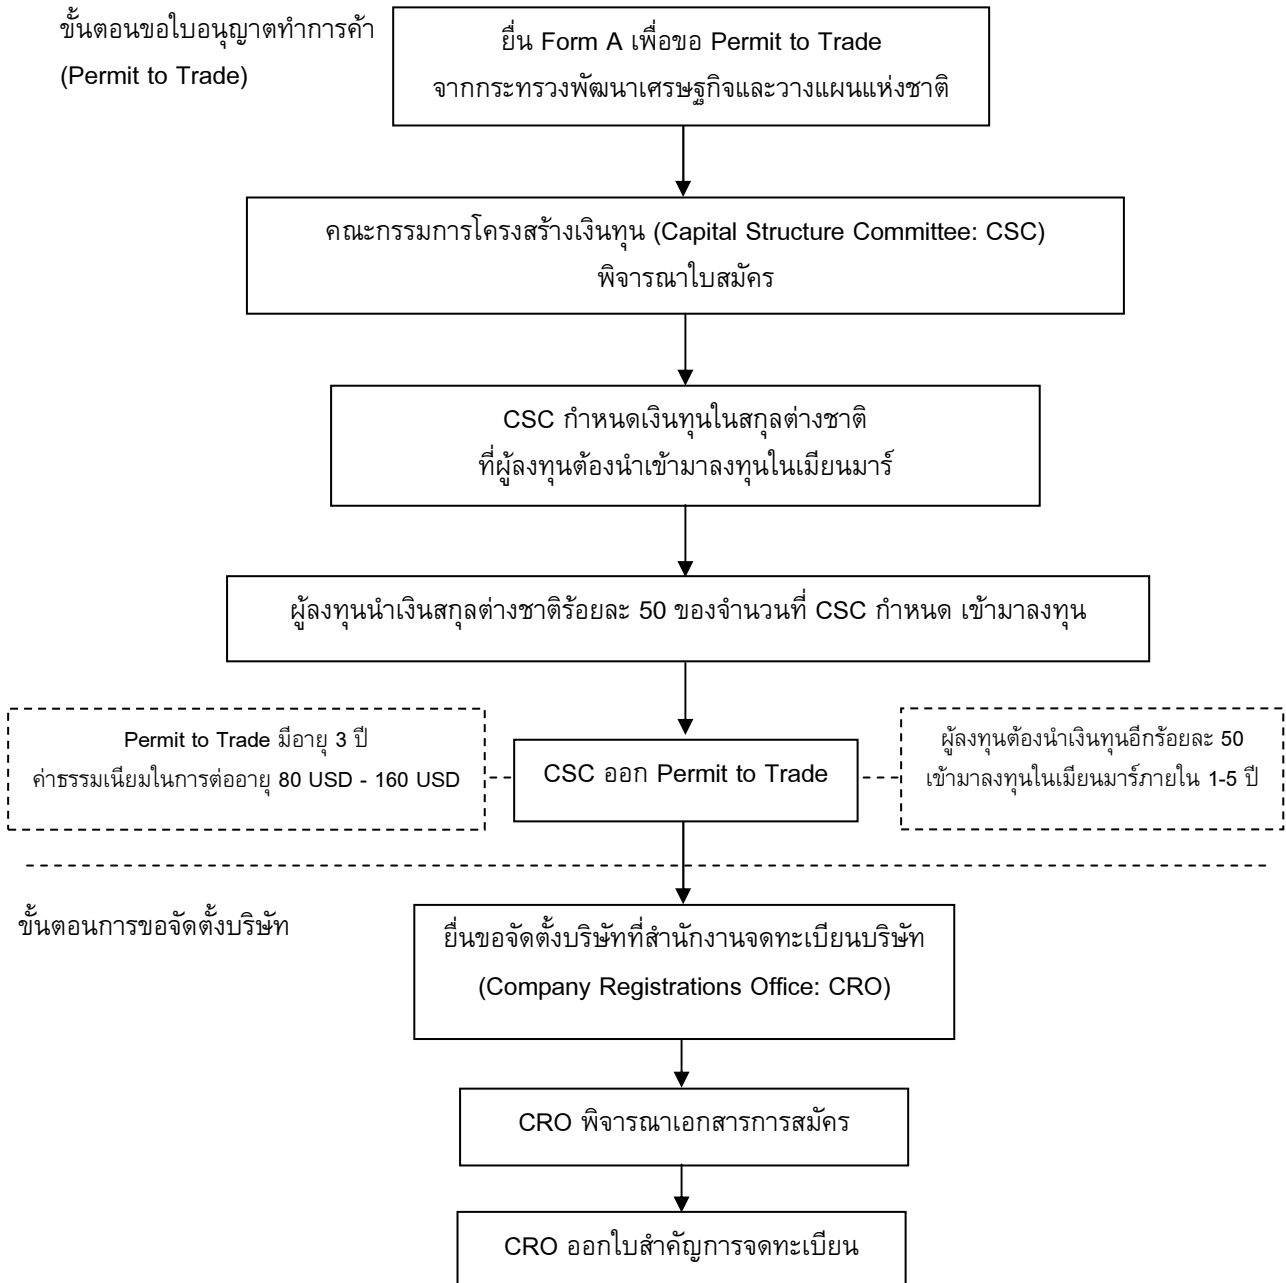 ขั้นตอนขอใบอนุญาตทำการค้า
(Permit to Trade)
ยื่น Form A เพื่อขอ Permit to Trade
จากกระทรวงพัฒนาเศรษฐกิจและวางแผนแห่งชาติ
คณะกรรมการโครงสร้างเงินทุน (Capital Structure Committee: CSC)
พิจารณาใบสมัคร
CSC กำหนดเงินทุนในสกุลต่างชาติ
ที่ผู้ลงทุนต้องนำเข้ามาลงทุนในเมียนมาร์
ผู้ลงทุนนำเงินสกุลต่างชาติร้อยละ 50 ของจำนวนที่ CSC กำหนด เข้ามาลงทุน
Permit to Trade มีอายุ 3 ปี
ค่าธรรมเนียมในการต่ออายุ 80 USD - 160 USD
CSC ออก Permit to Trade
ผู้ลงทุนต้องนำเงินทุนอีกร้อยละ 50
เข้ามาลงทุนในเมียนมาร์ภายใน 1-5 ปี
ขั้นตอนการขอจัดตั้งบริษัท
ยื่นขอจัดตั้งบริษัทที่สำนักงานจดทะเบียนบริษัท
(Company Registrations Office: CRO)
CRO พิจารณาเอกสารการสมัคร
CRO ออกใบสำคัญการจดทะเบียน